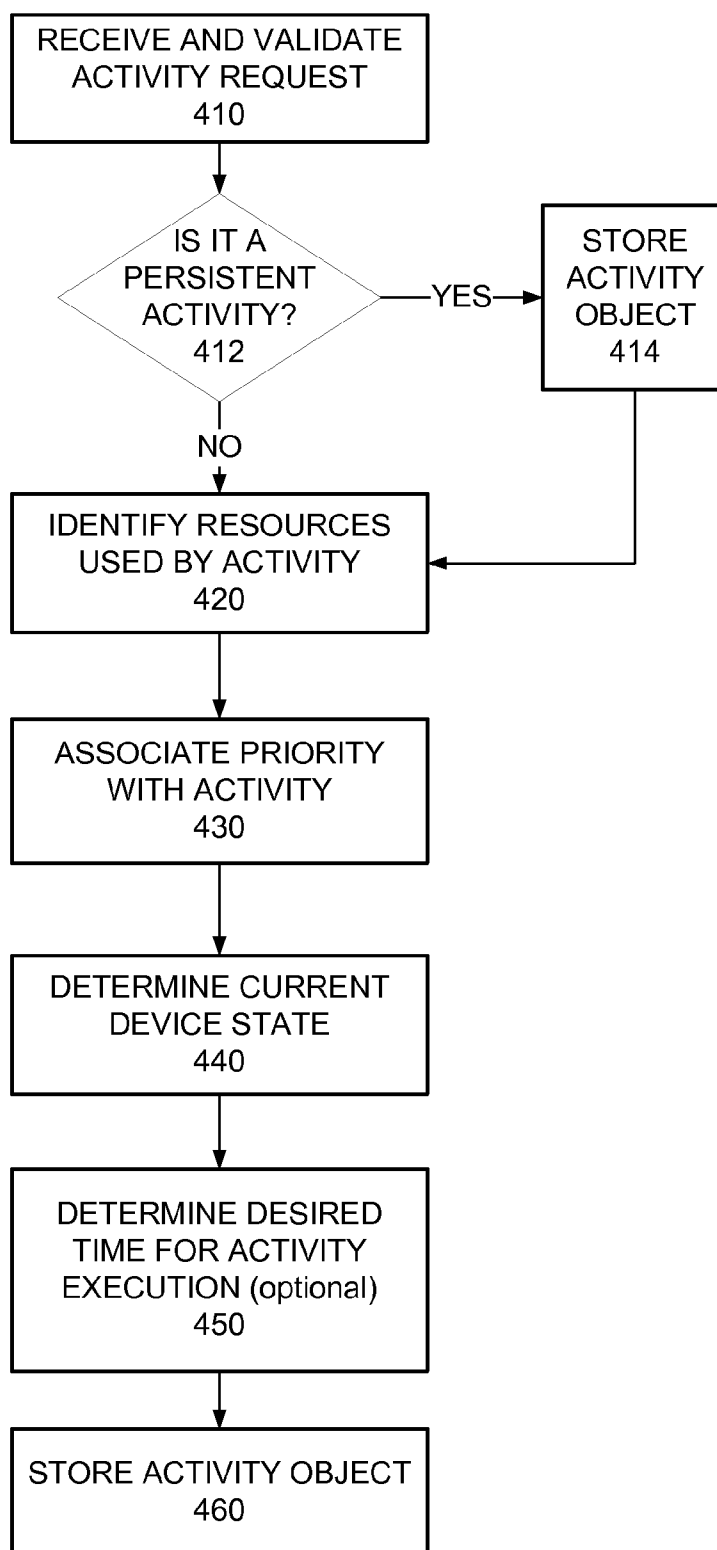 RECEIVE AND VALIDATE
ACTIVITY REQUEST
410
IS IT A
PERSISTENT
ACTIVITY?
412
YES
STORE
ACTIVITY
OBJECT
414
NO
IDENTIFY RESOURCES
USED BY ACTIVITY
420
ASSOCIATE PRIORITY
WITH ACTIVITY
430
DETERMINE CURRENT
DEVICE STATE
440
DETERMINE DESIRED
TIME FOR ACTIVITY
EXECUTION (optional)
450
STORE ACTIVITY OBJECT
460